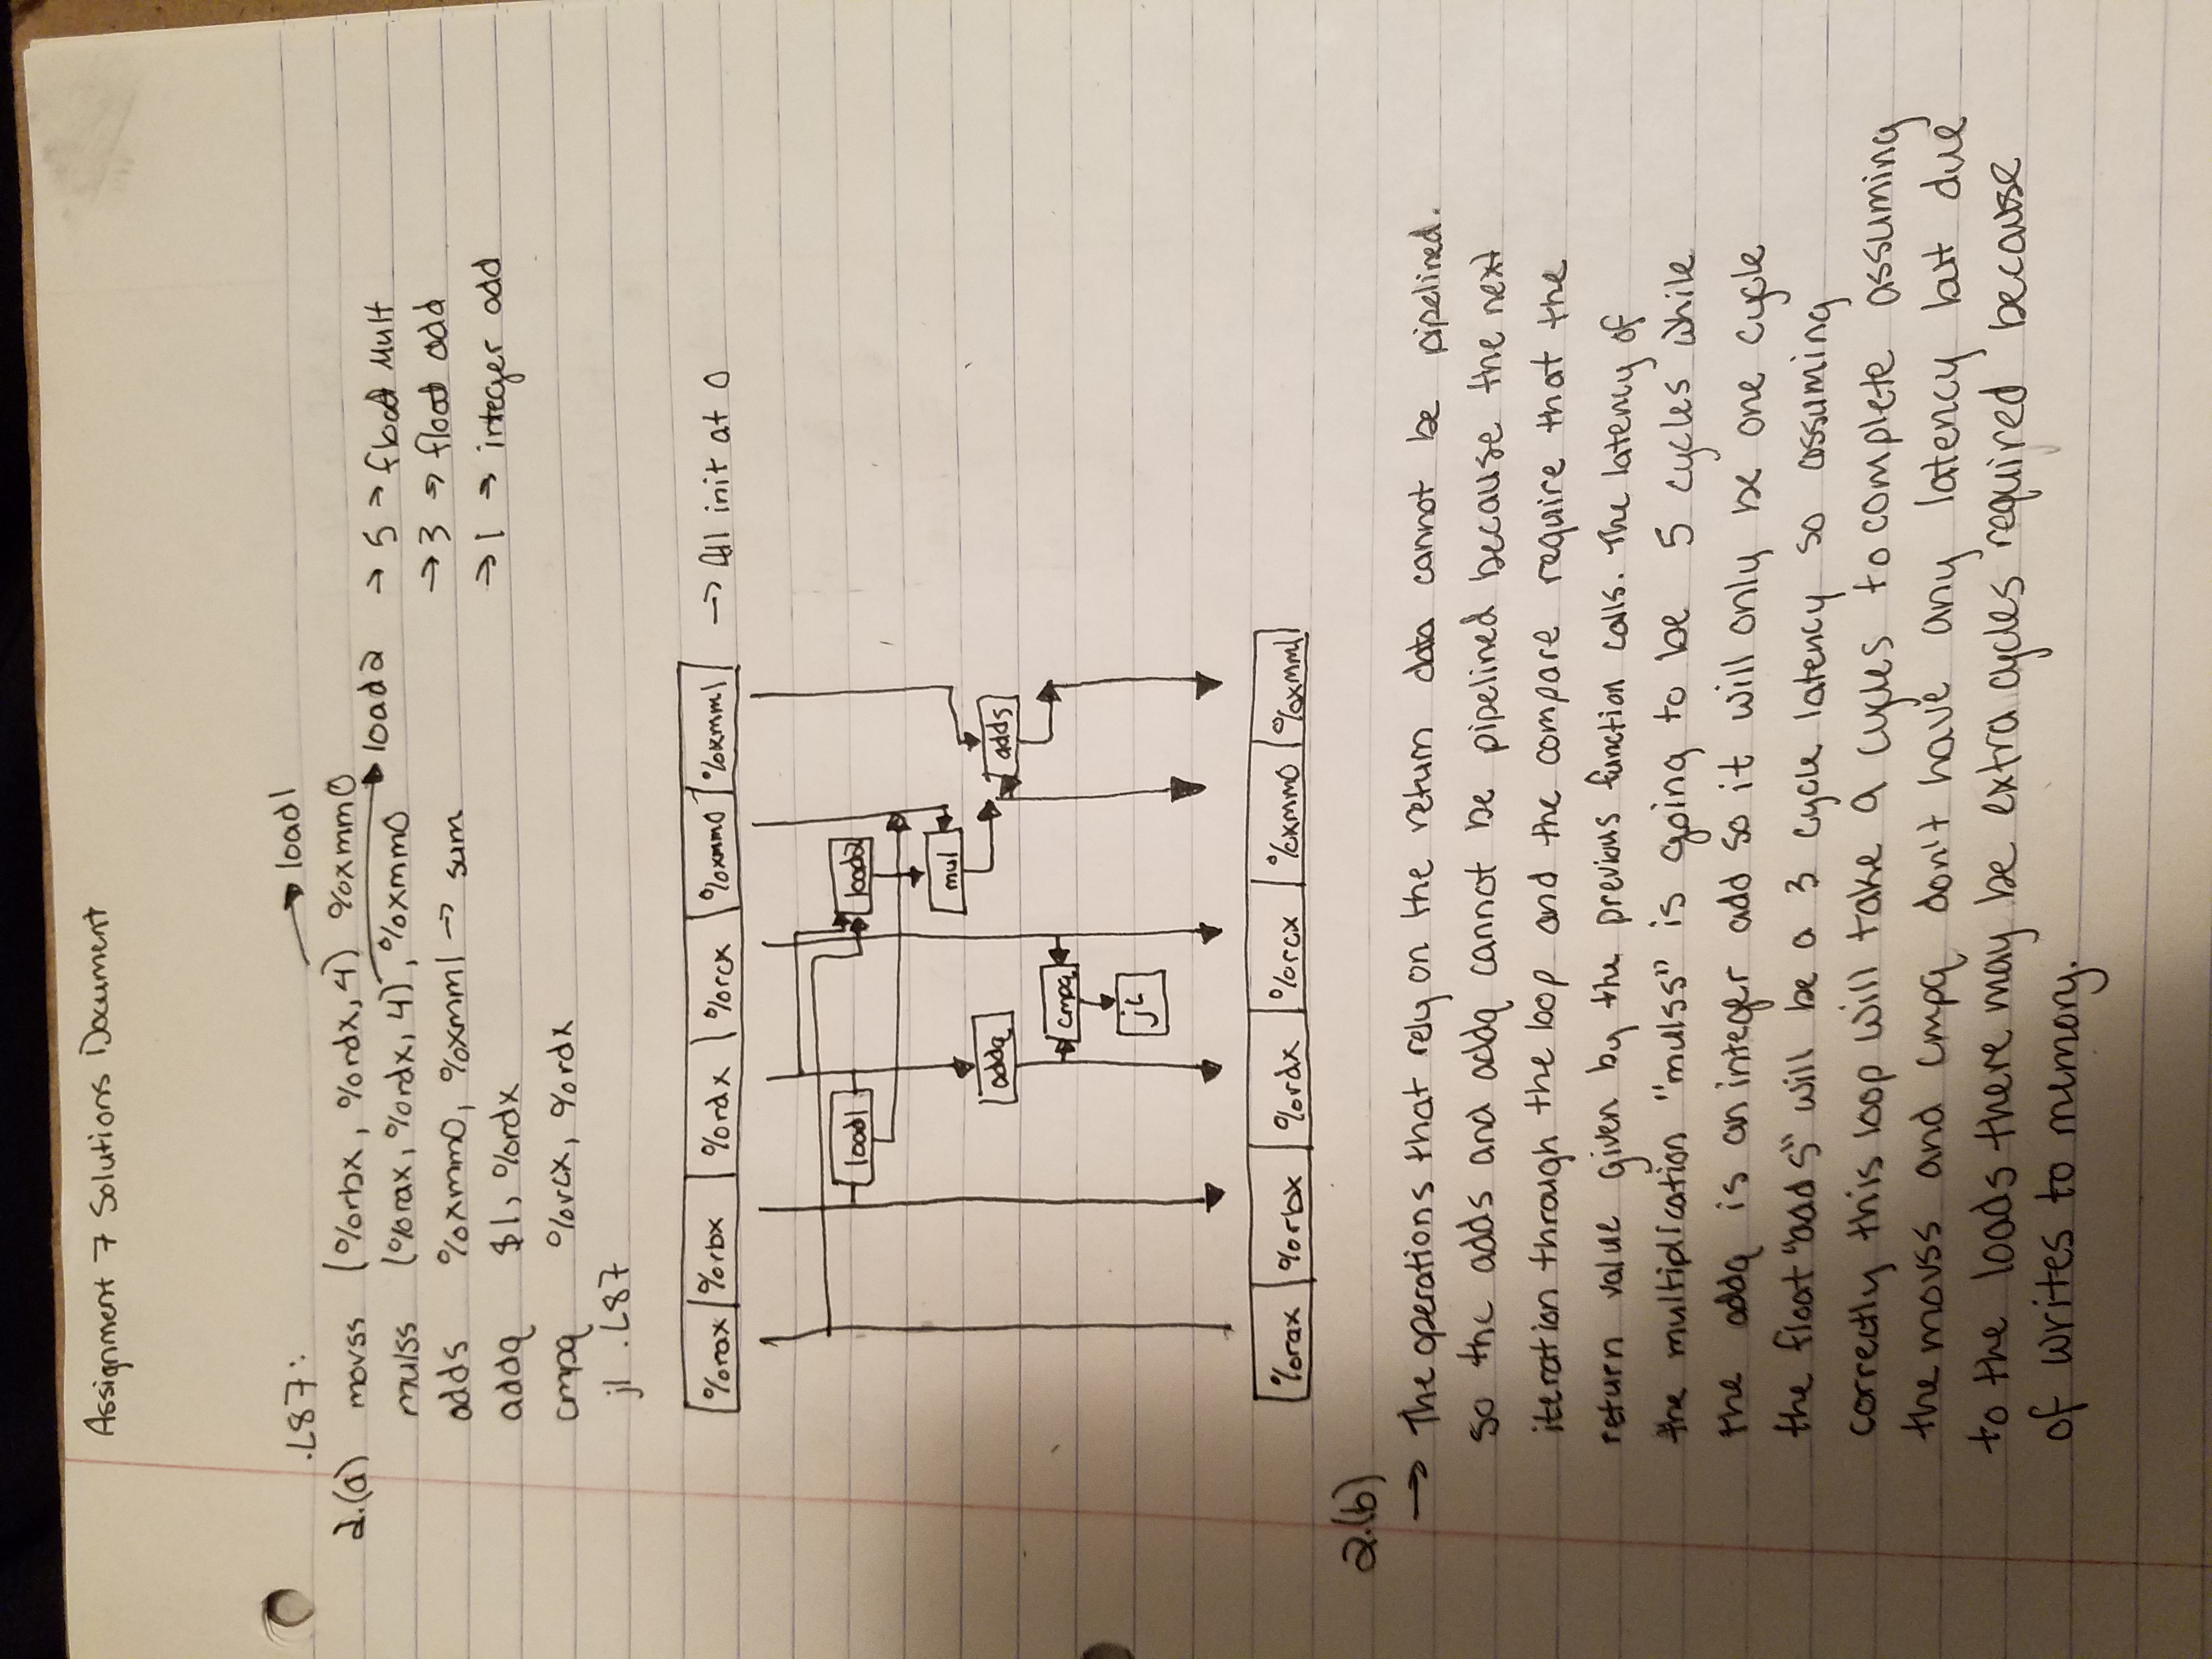 Assignment 7 Solutions Document
.L87: → load1
2.(a) movss (%rbx, %rdx, 4) %xmm0
mulss (%rax, %rdx, 4), %xmm0 → load2 → 5 → float Mult
adds %xmm0, %xmm1 → sum → 3 → float add
addq $1, %rdx → 1 → integer add
cmpq %rcx, %rdx
jl .L87
%rax %rbx %rdx %rcx %xmm0 %xmm1 → All init at 0
load1 load2
mul
addq adds
cmpq
jL
%rax %rbx %rdx %rcx %xmm0 %xmm1
2.(b)
→ The operations that rely on the return data cannot be pipelined.
so the adds and addq cannot be pipelined because the next
iteration through the loop and the compare require that the
return value given by the previous function calls. The latency of
the multiplication "mulss" is going to be 5 cycles while
the addq is an integer add so it will only be one cycle
the float "adds" will be a 3 cycle latency so assuming
correctly this loop will take 9 cycles to complete assuming
the movss and cmpq don't have any latency but due
to the loads there may be extra cycles required because
of writes to memory.